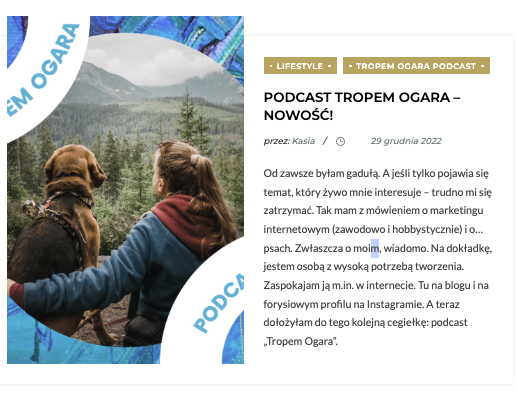 EM OGARA
PODCA
LIFESTYLE
TROPEM OGARA PODCAST
PODCAST TROPEM OGARA –
NOWOŚĆ!
przez: Kasia / 29 grudnia 2022
Od zawsze byłam gadułą. A jeśli tylko pojawia się
temat, który żywo mnie interesuje – trudno mi się
zatrzymać. Tak mam z mówieniem o marketingu
internetowym (zawodowo i hobbystycznie) i o...
psach. Zwłaszcza o moim, wiadomo. Na dokładkę,
jestem osobą z wysoką potrzebą tworzenia.
Zaspokajam ją m.in. w internecie. Tu na blogu i na
forysiowym profilu na Instagramie. A teraz
dołożyłam do tego kolejną cegiełkę: podcast
„Tropem Ogara”.